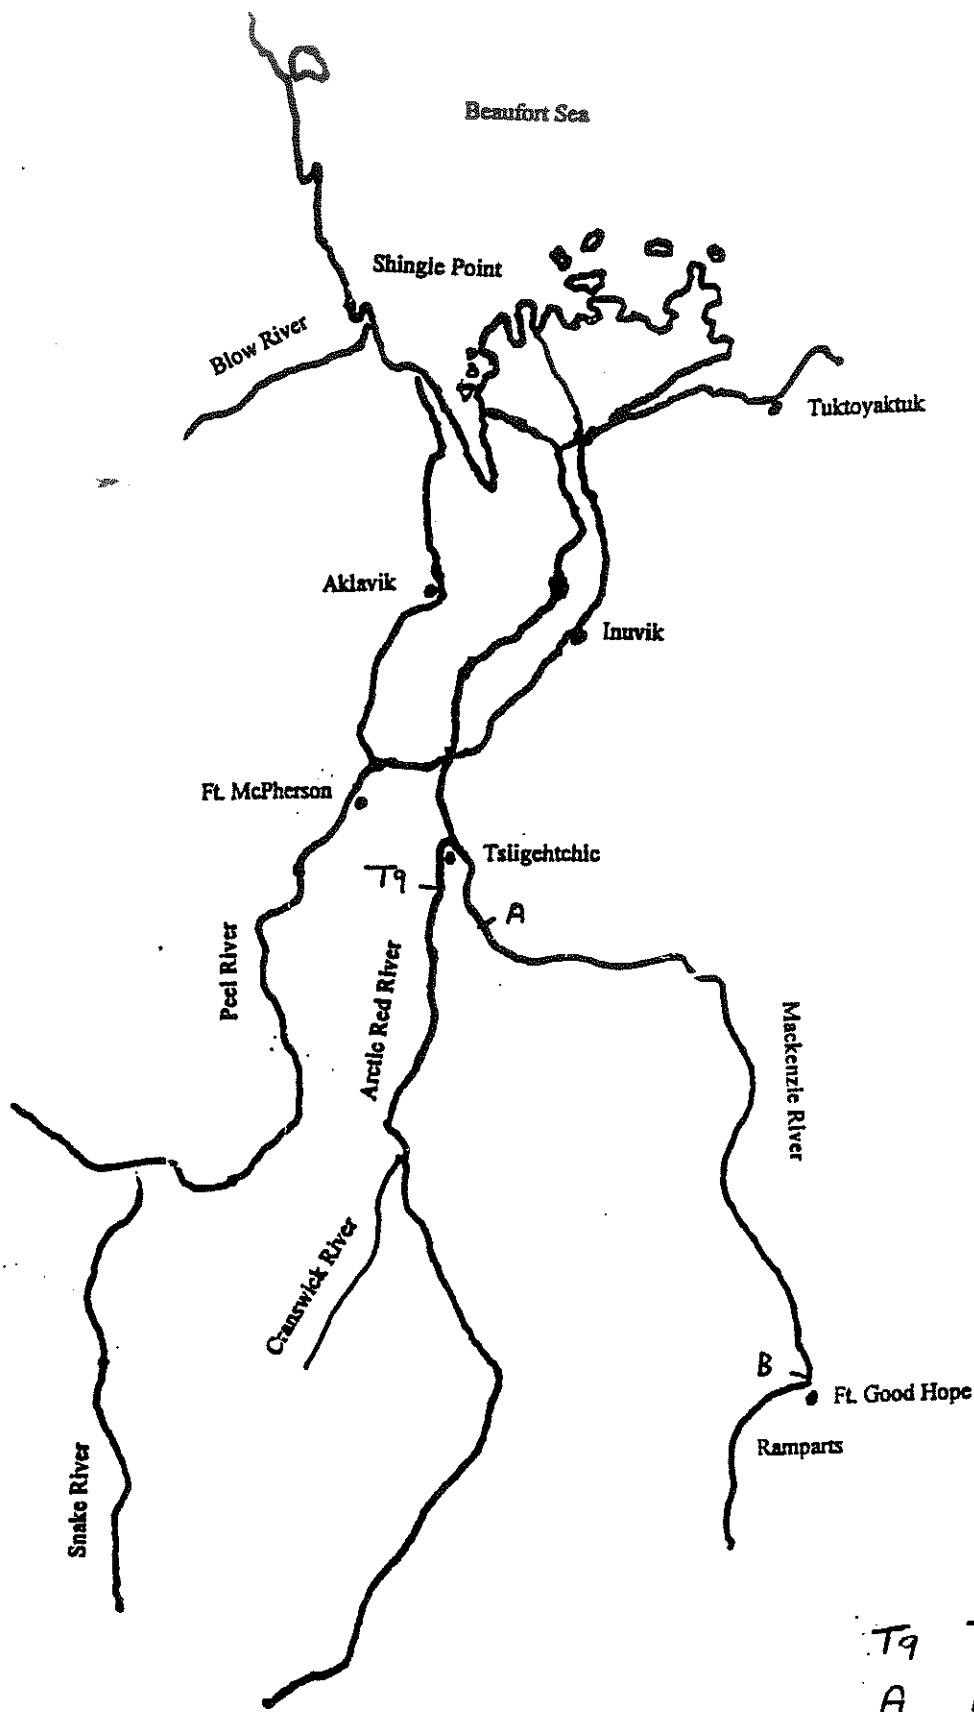 Beaufort Sea
Shingle Point
Blow River
Tuktoyaktuk
Aklavik
Inuvik
Ft. McPherson
Tsiigehtchic
T9
A
Peel River
Arctic Red River
Mackenzie River
Cranswick River
B
Ft. Good Hope
Ramparts
Snake River
T9
A